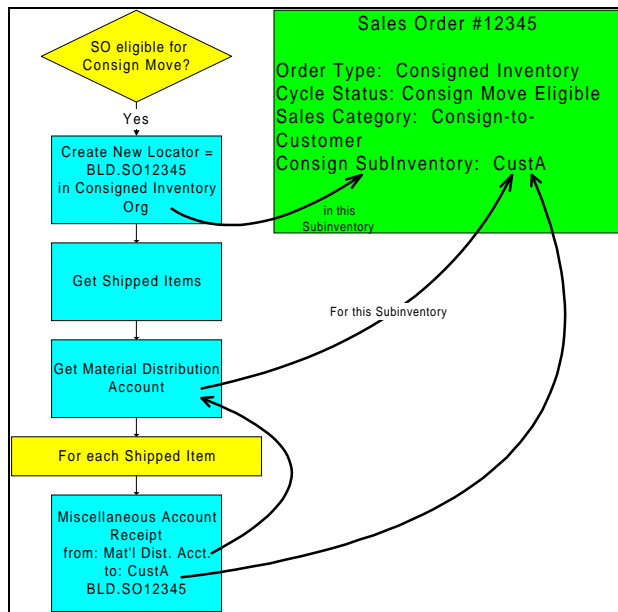 SO eligible for
Consign Move?
Yes
Create New Locator =
BLD.SO12345
in Consigned Inventory
Org
Get Shipped Items
Get Material Distribution
Account
For each Shipped Item
Miscellaneous Account
Receipt
from: Mat'l Dist. Acct.
to: CustA
BLD.SO12345
Sales Order #12345
Order Type: Consigned Inventory
Cycle Status: Consign Move Eligible
Sales Category: Consign-to-
Customer
Consign SubInventory: CustA
in this
Subinventory
For this Subinventory